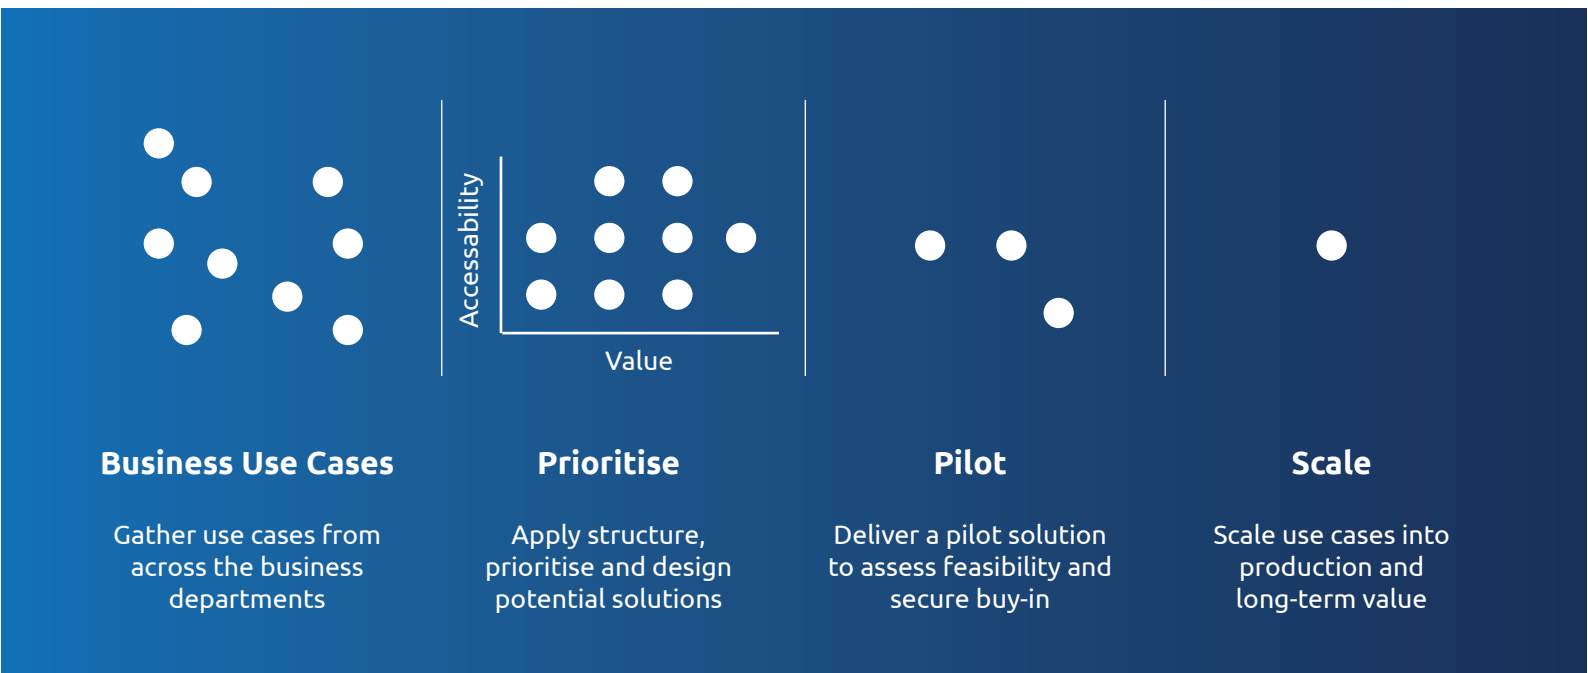 Accessability
Value
Business Use Cases
Gather use cases from
across the business
departments
Prioritise
Apply structure,
prioritise and design
potential solutions
Pilot
Deliver a pilot solution
to assess feasibility and
secure buy-in
Scale
Scale use cases into
production and
long-term value